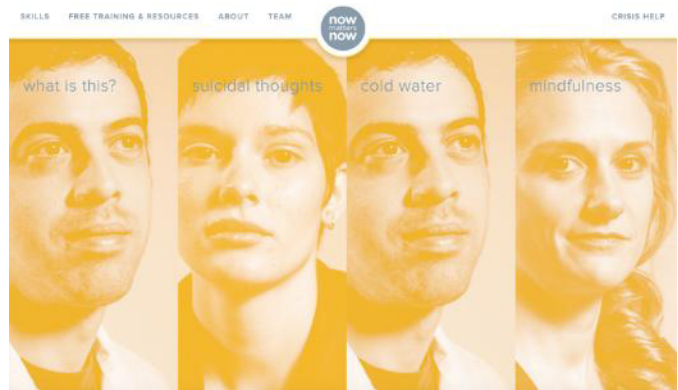 SKILLS FREE TRAINING & RESOURCES ABOUT TEAM
now
matters
now
CRISIS HELP
what is this? suicidal thoughts cold water mindfulness